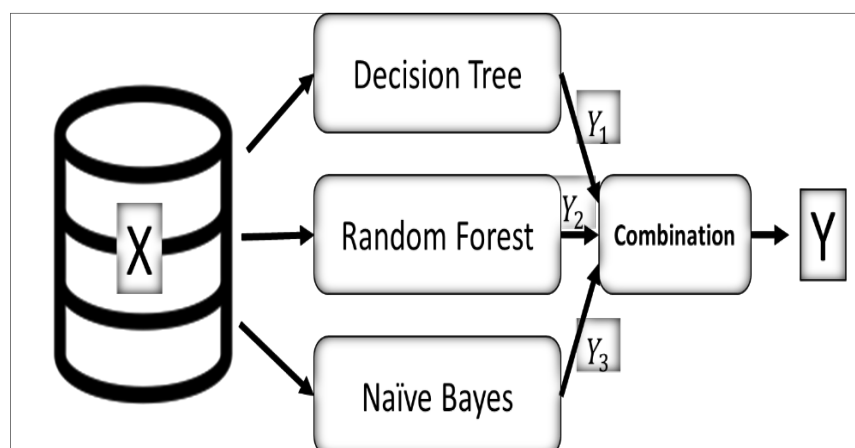 Decision Tree
Y₁
X
Random Forest
Y₂
Combination
Y
Naïve Bayes
Y₃